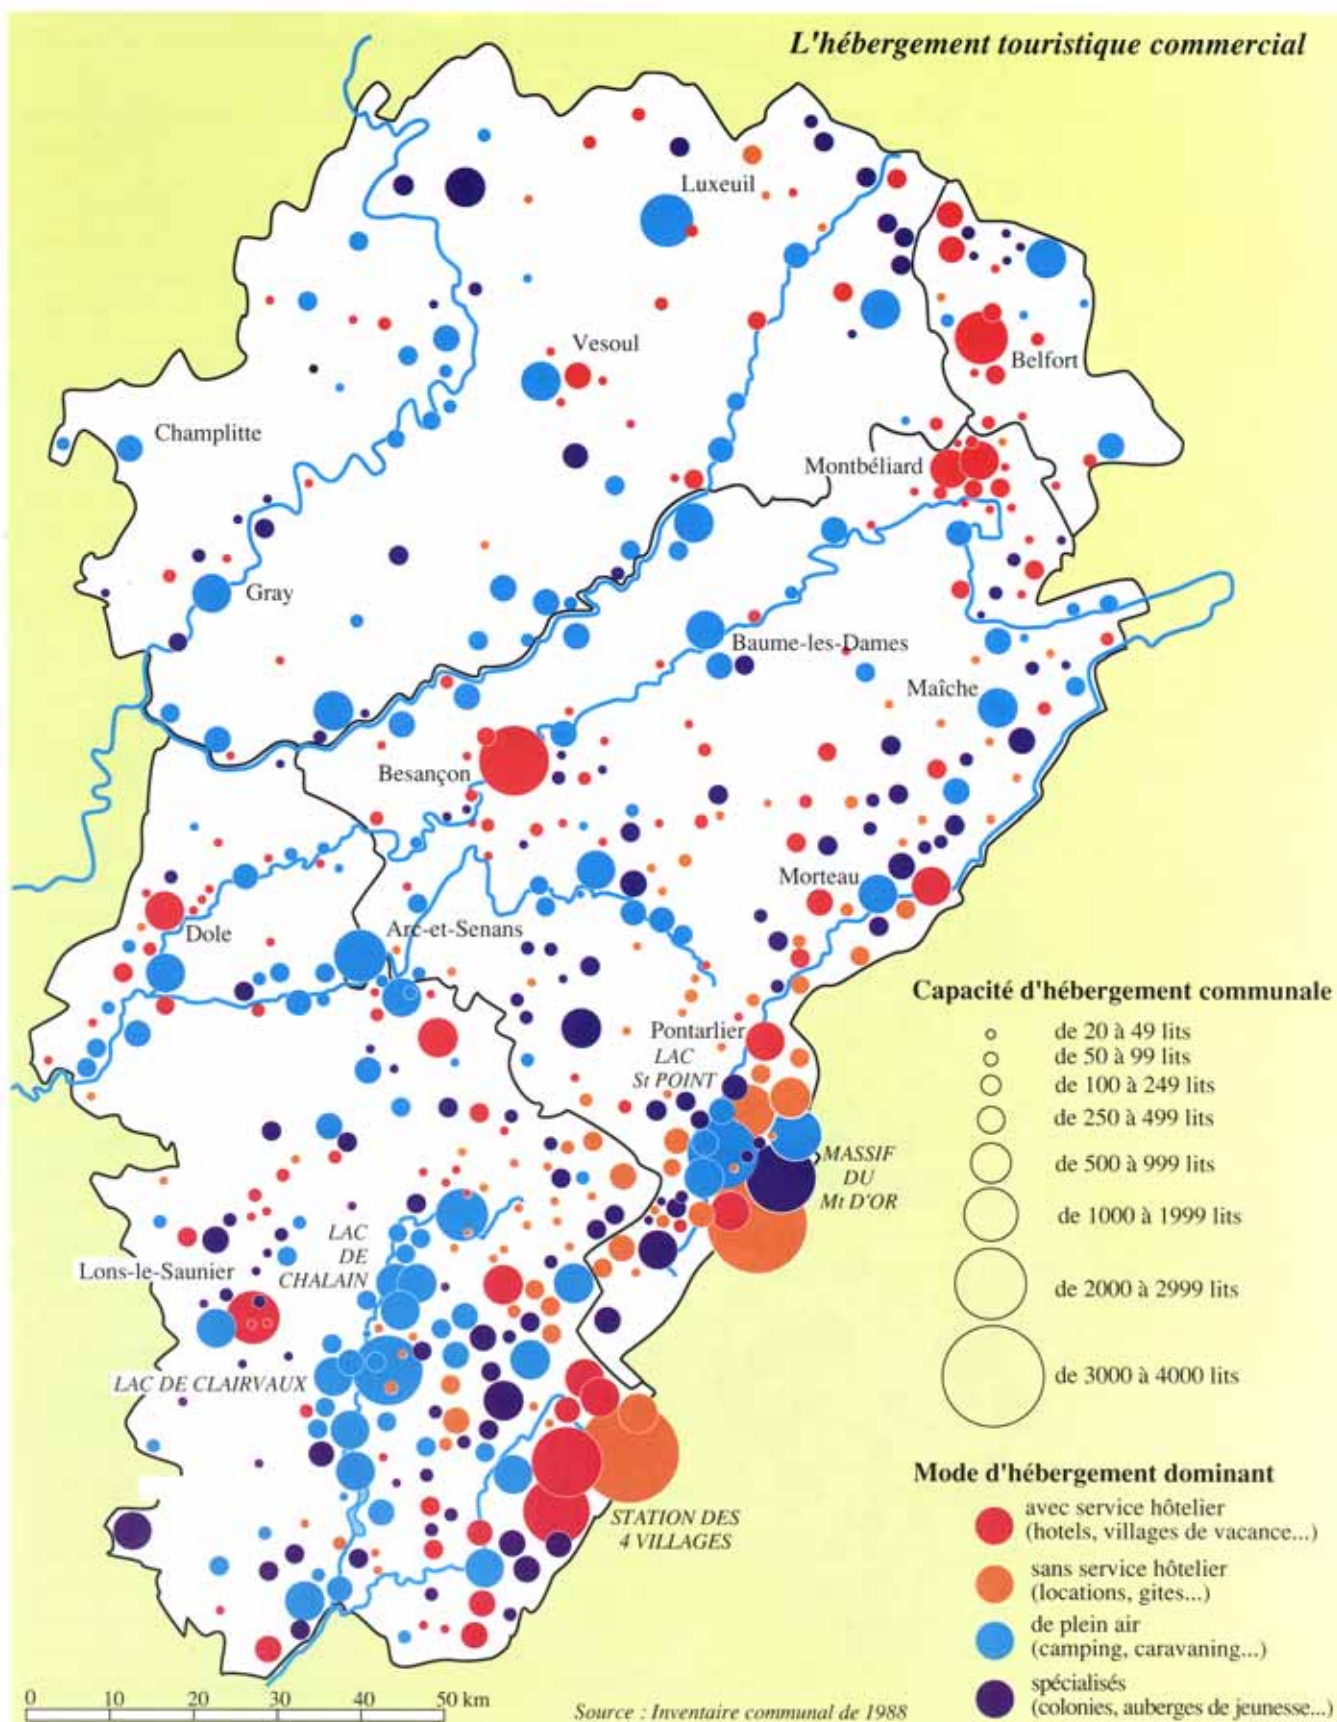 L'hébergement touristique commercial
Luxeuil
Vesoul
Belfort
Champlitte
Montbéliard
Gray
Baume-les-Dames
Maîche
Besançon
Morteau
Dole
Arc-et-Senans
Pontarlier
LAC
St POINT
MASSIF
DU
Mt D'OR
LAC
DE
CHALAIN
Lons-le-Saunier
LAC DE CLAIRVAUX
STATION DES
4 VILLAGES
Capacité d'hébergement communale
de 20 à 49 lits
de 50 à 99 lits
de 100 à 249 lits
de 250 à 499 lits
de 500 à 999 lits
de 1000 à 1999 lits
de 2000 à 2999 lits
de 3000 à 4000 lits
Mode d'hébergement dominant
avec service hôtelier
(hotels, villages de vacance...)
sans service hôtelier
(locations, gites...)
de plein air
(camping, caravaning...)
spécialisés
(colonies, auberges de jeunesse...)
0 10 20 30 40 50 km
Source : Inventaire communal de 1988